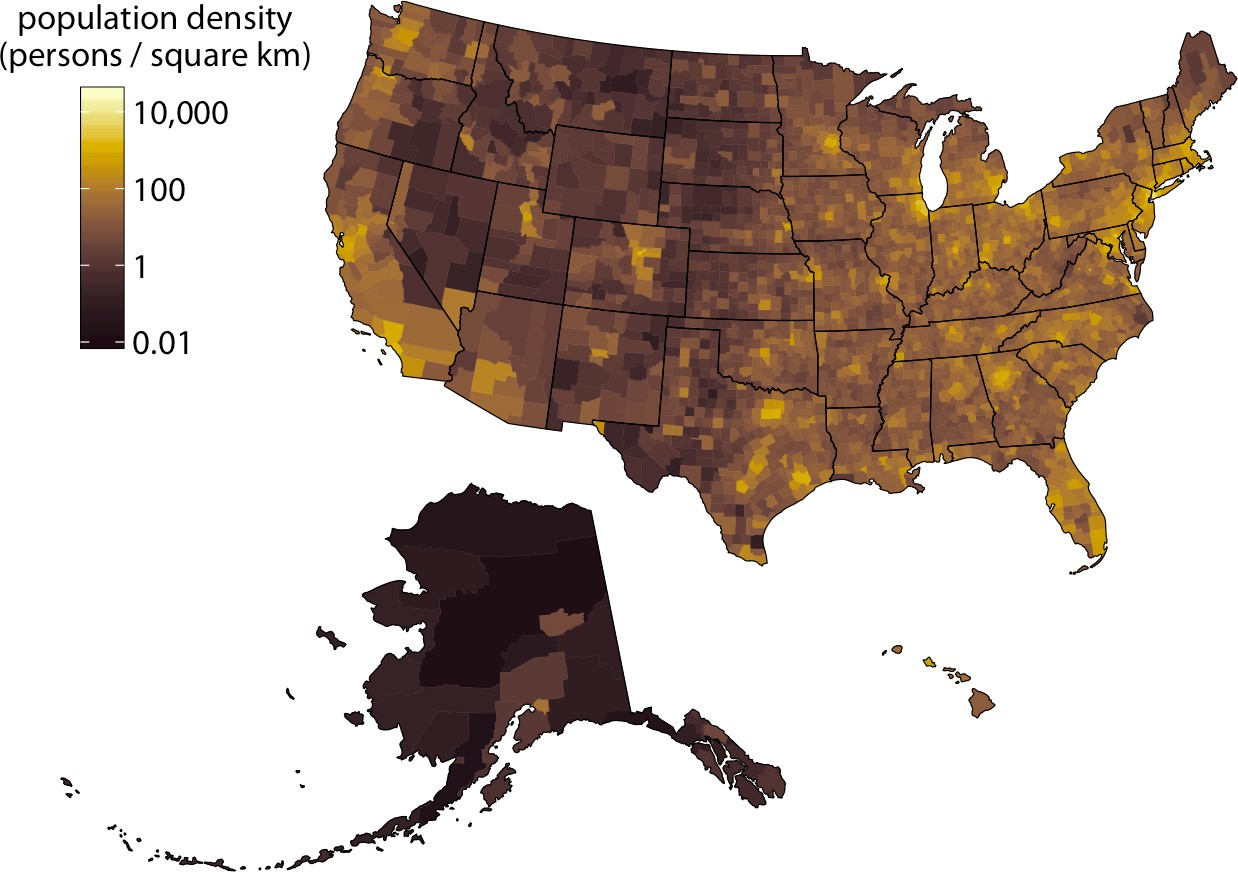 population density
(persons / square km)
10,000
100
1
0.01